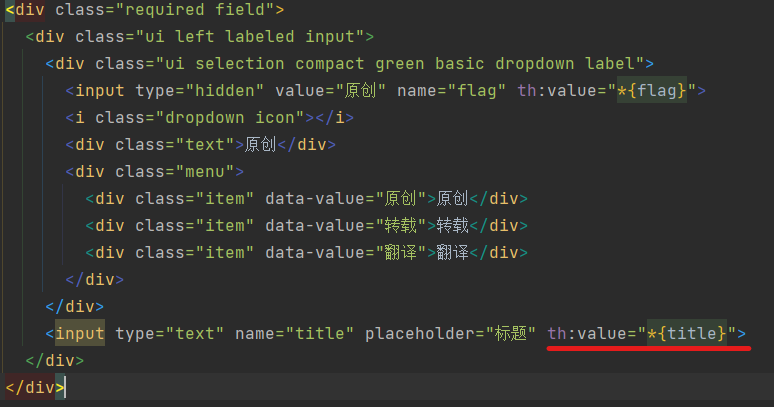 <div class="required field">
<div class="ui left labeled input">
<div class="ui selection compact green basic dropdown label">
<input type="hidden" value="原创" name="flag" th:value="*{flag}">
<i class="dropdown icon"></i>
<div class="text">原创</div>
<div class="menu">
<div class="item" data-value="原创">原创</div>
<div class="item" data-value="转载">转载</div>
<div class="item" data-value="翻译">翻译</div>
</div>
</div>
<input type="text" name="title" placeholder="标题" th:value="*{title}">
</div>
</div>